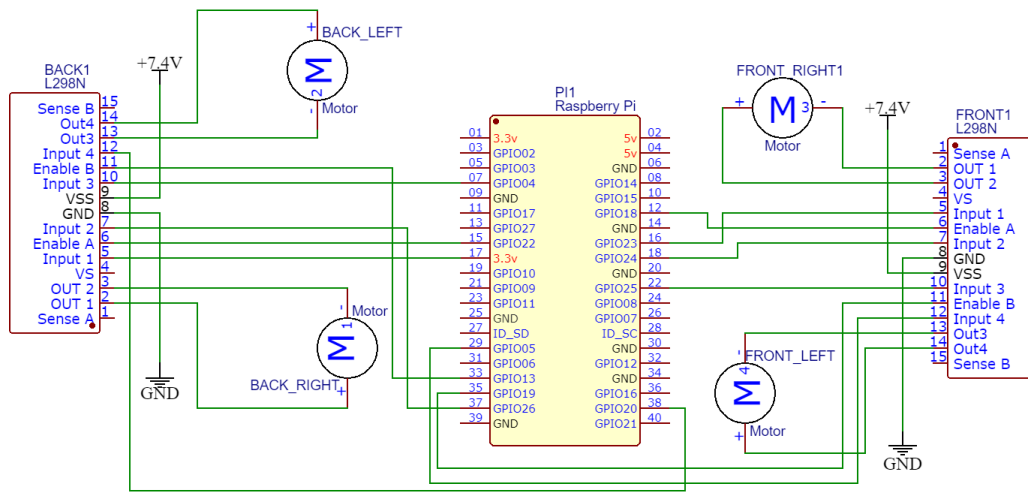 BACK1
L298N
Sense B 15
Out4 14
Out3 13
Input 4 12
Enable B 11
Input 3 10
VSS 9
GND 8
Input 2 7
Enable A 6
Input 1 5
VS 4
OUT 2 3
OUT 1 2
Sense A 1
+7.4V
GND
+ BACK_LEFT
M 2
- Motor
- Motor
M 1
BACK_RIGHT +
PI1
Raspberry Pi
01 3.3v 5v 02
03 GPIO02 5v 04
05 GPIO03 GND 06
07 GPIO04 GPIO14 08
09 GND GPIO15 10
11 GPIO17 GPIO18 12
13 GPIO27 GND 14
15 GPIO22 GPIO23 16
17 3.3v GPIO24 18
19 GPIO10 GND 20
21 GPIO09 GPIO25 22
23 GPIO11 GPIO08 24
25 GND GPIO07 26
27 ID_SD ID_SC 28
29 GPIO05 GND 30
31 GPIO06 GPIO12 32
33 GPIO13 GND 34
35 GPIO19 GPIO16 36
37 GPIO26 GPIO20 38
39 GND GPIO21 40
FRONT_RIGHT1
+ M 3 -
Motor
- FRONT_LEFT
M 4
+ Motor
+7.4V
GND
FRONT1
L298N
1 Sense A
2 OUT 1
3 OUT 2
4 VS
5 Input 1
6 Enable A
7 Input 2
8 GND
9 VSS
10 Input 3
11 Enable B
12 Input 4
13 Out3
14 Out4
15 Sense B